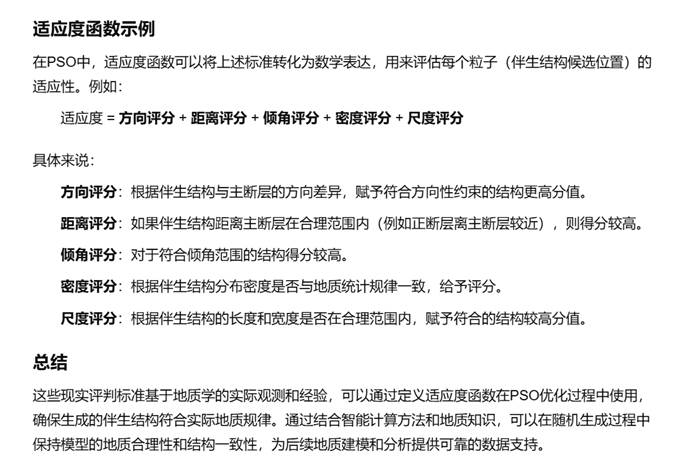 适应度函数示例
在PSO中，适应度函数可以将上述标准转化为数学表达，用来评估每个粒子（伴生结构候选位置）的
适应性。例如：
适应度 = 方向评分 + 距离评分 + 倾角评分 + 密度评分 + 尺度评分
具体来说：
方向评分：根据伴生结构与主断层的方向差异，赋予符合方向性约束的结构更高分值。
距离评分：如果伴生结构距离主断层在合理范围内（例如正断层离主断层较近），则得分较高。
倾角评分：对于符合倾角范围的结构得分较高。
密度评分：根据伴生结构分布密度是否与地质统计规律一致，给予评分。
尺度评分：根据伴生结构的长度和宽度是否在合理范围内，赋予符合的结构较高分值。
总结
这些现实评判标准基于地质学的实际观测和经验，可以通过定义适应度函数在PSO优化过程中使用，
确保生成的伴生结构符合实际地质规律。通过结合智能计算方法和地质知识，可以在随机生成过程中
保持模型的地质合理性和结构一致性，为后续地质建模和分析提供可靠的数据支持。